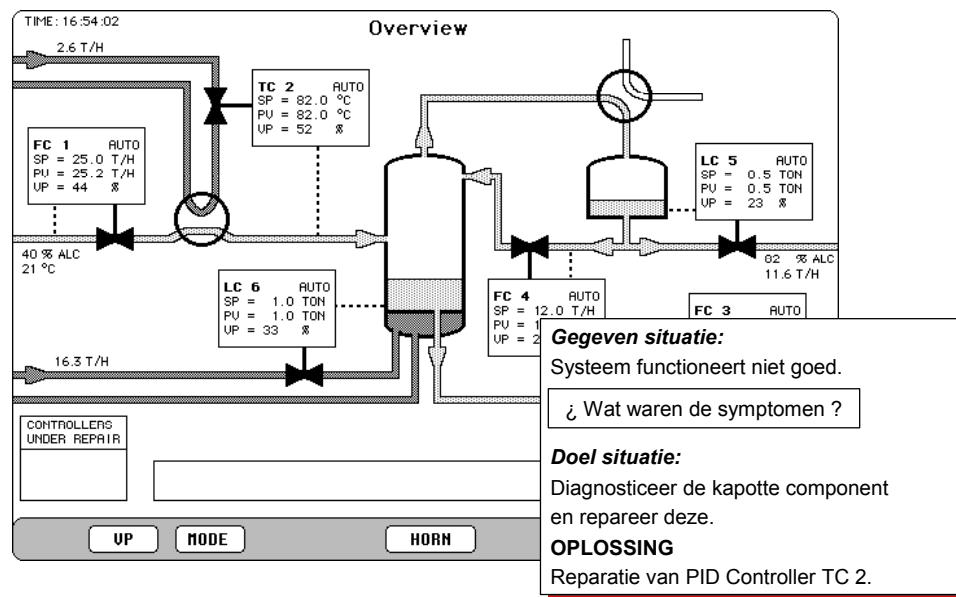 TIME: 16:54:02
Overview
2.6 T/H
TC 2 AUTO
SP = 82.0 °C
PV = 82.0 °C
VP = 52 %
FC 1 AUTO
SP = 25.0 T/H
PV = 25.2 T/H
VP = 44 %
LC 5 AUTO
SP = 0.5 TON
PV = 0.5 TON
VP = 23 %
40 % ALC
21 °C
82 % ALC
11.6 T/H
LC 6 AUTO
SP = 1.0 TON
PV = 1.0 TON
VP = 33 %
FC 4 AUTO
SP = 12.0 T/H
PV = 1
VP = 2
FC 3 AUTO
16.3 T/H
Gegeven situatie:
Systeem functioneert niet goed.
¿ Wat waren de symptomen ?
Doel situatie:
Diagnosticeer de kapotte component
en repareer deze.
OPLOSSING
Reparatie van PID Controller TC 2.
CONTROLLERS
UNDER REPAIR
VP
MODE
HORN